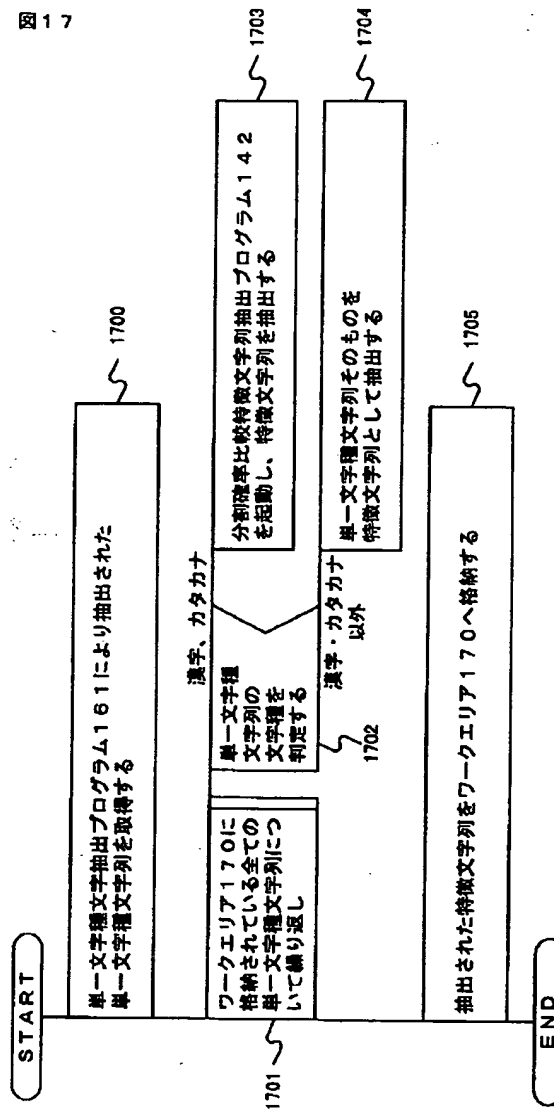 図17
START
単一文字種文字抽出プログラム161により抽出された
単一文字種文字列を取得する
1700
ワークエリア170に
格納されている全ての
単一文字種文字列につ
いて繰り返し
1701
単一文字種
文字列の
文字種を
判定する
1702
漢字、カタカナ
分割確率比較特徴文字列抽出プログラム142
を起動し、特徴文字列を抽出する
1703
漢字・カタカナ
以外
単一文字種文字列そのものを
特徴文字列として抽出する
1704
抽出された特徴文字列をワークエリア170へ格納する
1705
END